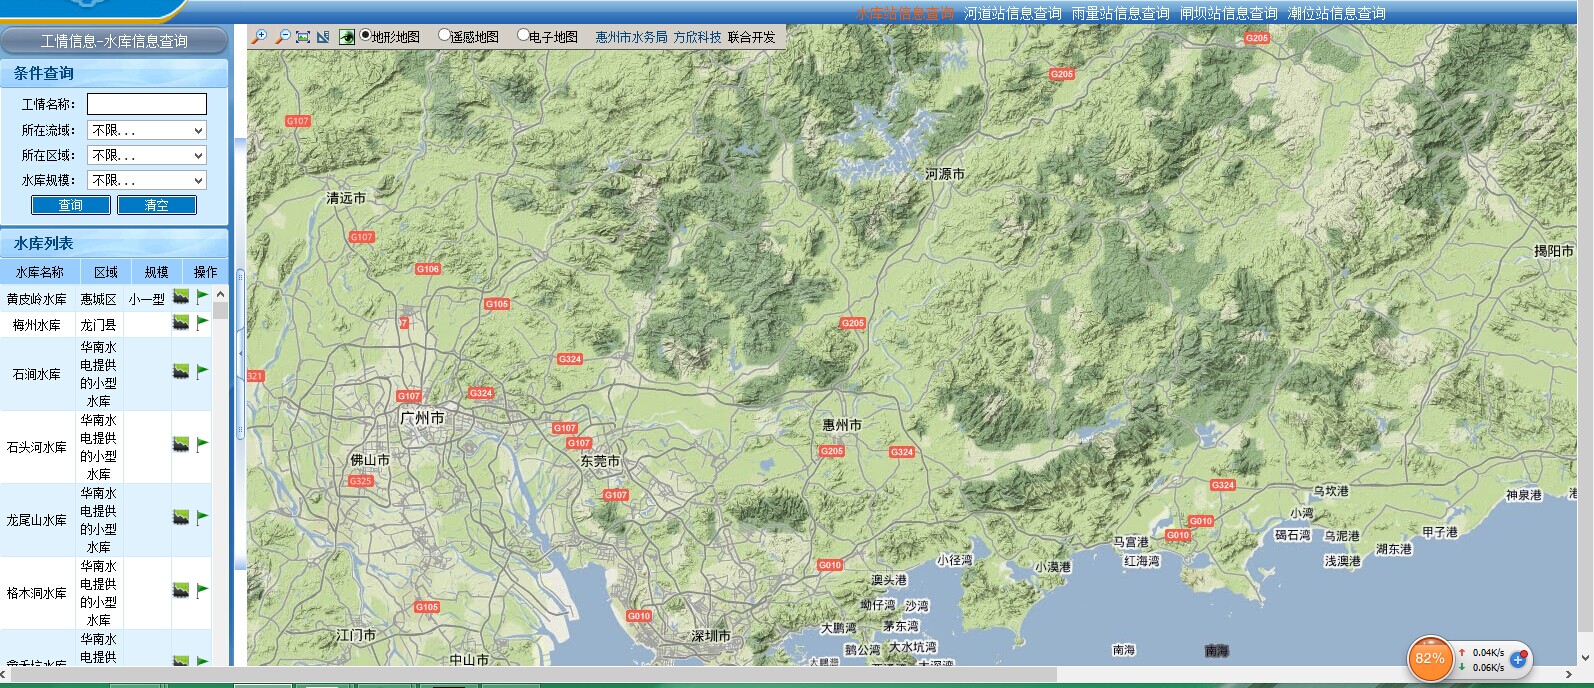 水库站信息查询 河道站信息查询 雨量站信息查询 闸坝站信息查询 潮位站信息查询
工情信息-水库信息查询
地形图 遥感地图 电子地图 惠州市水务局 方欣科技 联合开发
条件查询
工情名称：
所在流域： 不限...
所在区域： 不限...
水库规模： 不限...
查询 清空
水库列表
水库名称 区域 规模 操作
黄皮岭水库 惠城区 小一型
梅州水库 龙门县
石涧水库 华南水
电提供
的小型
水库
石头河水库 华南水
电提供
的小型
水库
龙尾山水库 华南水
电提供
的小型
水库
格木洞水库 华南水
电提供
的小型
水库
华南水
电提供
G205
G205
G107
河源市
清远市
G107
揭阳市
G106
G105
G205
G324
G321
G107
G324
广州市
惠州市
G107
G107
G205
G324
佛山市
东莞市
G325
G107
G324
乌坎港
神泉港
小湾
G010
G010
碣石湾
乌泥港
甲子港
马宫港
湖东港
小径湾
红海湾
浅澳港
G010
小漠港
澳头港
G105
坳仔湾
沙湾
G010
茅东湾
大鹏湾
江门市
深圳市
大水坑湾
鹅公湾
南海
南海
中山市
82%
0.04K/s
0.06K/s